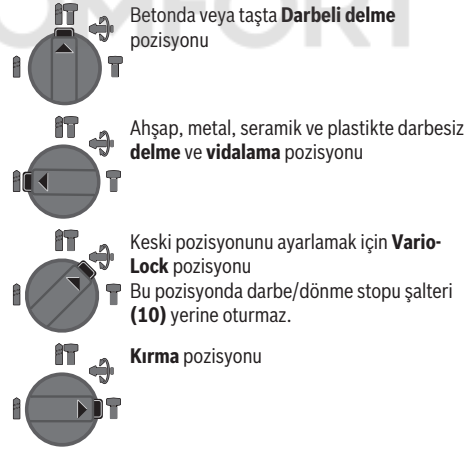 COMFORT
Betonda veya taşta Darbeli delme
pozisyonu
Ahşap, metal, seramik ve plastikte darbesiz
delme ve vidalama pozisyonu
Keski pozisyonunu ayarlamak için Vario-
Lock pozisyonu
Bu pozisyonda darbe/dönme stopu şalteri
(10) yerine oturmaz.
Kırma pozisyonu